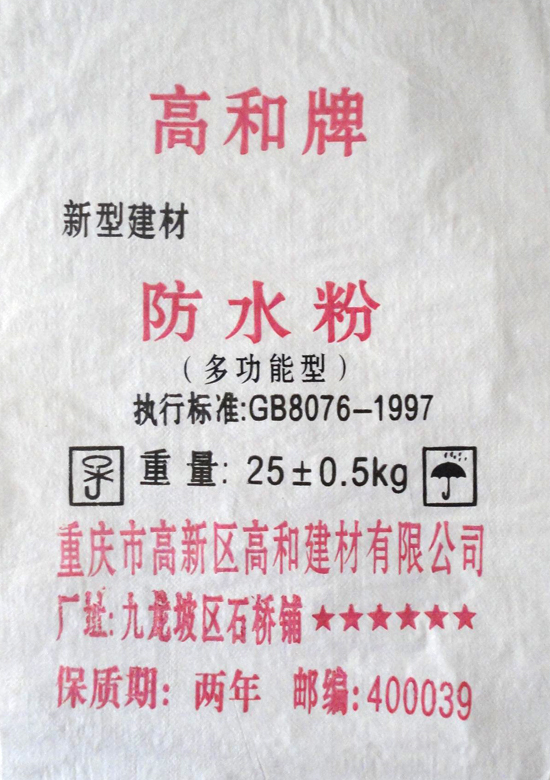 高和牌
新型建材
防水粉
(多功能型)
执行标准:GB8076-1997
重量: 25±0.5kg
重庆市高新区高和建材有限公司
厂址:九龙坡区石桥铺★★★★★★
保质期: 两年 邮编:400039